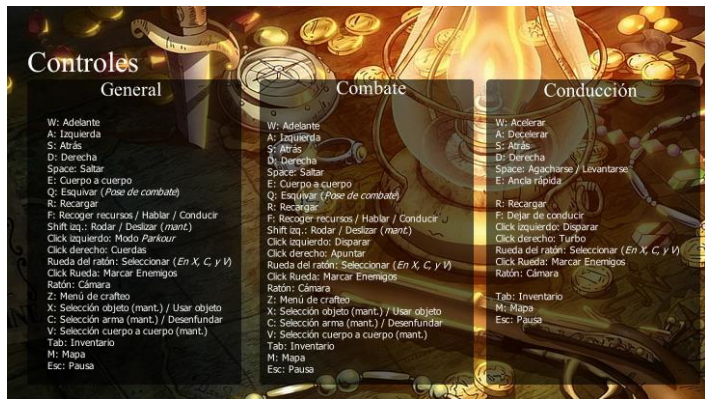 Controles
General
W: Adelante
A: Izquierda
S: Atrás
D: Derecha
Space: Saltar
E: Cuerpo a cuerpo
Q: Esquivar (Pose de combate)
R: Recargar
F: Recoger recursos / Hablar / Conducir
Shift izq.: Rodar / Deslizar (mant.)
Click izquierdo: Modo Parkour
Click derecho: Cuerdas
Rueda del ratón: Seleccionar (En X, C, y V)
Click Rueda: Marcar Enemigos
Ratón: Cámara
Z: Menú de crafteo
X: Selección objeto (mant.) / Usar objeto
C: Selección arma (mant.) / Desenfundar
V: Selección cuerpo a cuerpo (mant.)
Tab: Inventario
M: Mapa
Esc: Pausa
Combate
W: Adelante
A: Izquierda
S: Atrás
D: Derecha
Space: Saltar
E: Cuerpo a cuerpo
Q: Esquivar (Pose de combate)
R: Recargar
F: Recoger recursos / Hablar / Conducir
Shift izq.: Rodar / Deslizar (mant.)
Click izquierdo: Disparar
Click derecho: Apuntar
Rueda del ratón: Seleccionar (En X, C, y V)
Click Rueda: Marcar Enemigos
Ratón: Cámara
Z: Menú de crafteo
X: Selección objeto (mant.) / Usar objeto
C: Selección arma (mant.) / Desenfundar
V: Selección cuerpo a cuerpo (mant.)
Tab: Inventario
M: Mapa
Esc: Pausa
Conducción
W: Acelerar
A: Decelerar
S: Atrás
D: Derecha
Space: Agacharse / Levantarse
E: Ancla rápida
R: Recargar
F: Dejar de conducir
Click izquierdo: Disparar
Click derecho: Turbo
Rueda del ratón: Seleccionar (En X, C, y V)
Click Rueda: Marcar Enemigos
Ratón: Cámara
Tab: Inventario
M: Mapa
Esc: Pausa